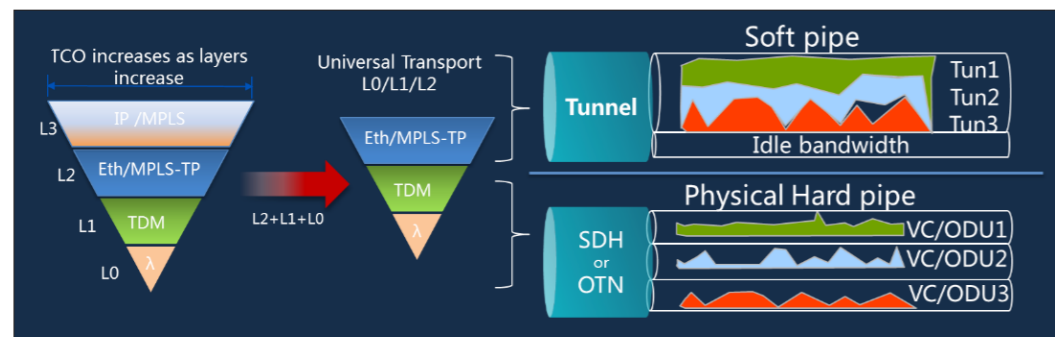 TCO increases as layers
increase
L3
IP /MPLS
L2
Eth/MPLS-TP
L1
TDM
L0
λ
L2+L1+L0
Universal Transport
L0/L1/L2
Eth/MPLS-TP
TDM
λ
Tunnel
Soft pipe
Tun1
Tun2
Tun3
Idle bandwidth
SDH
or
OTN
Physical Hard pipe
VC/ODU1
VC/ODU2
VC/ODU3